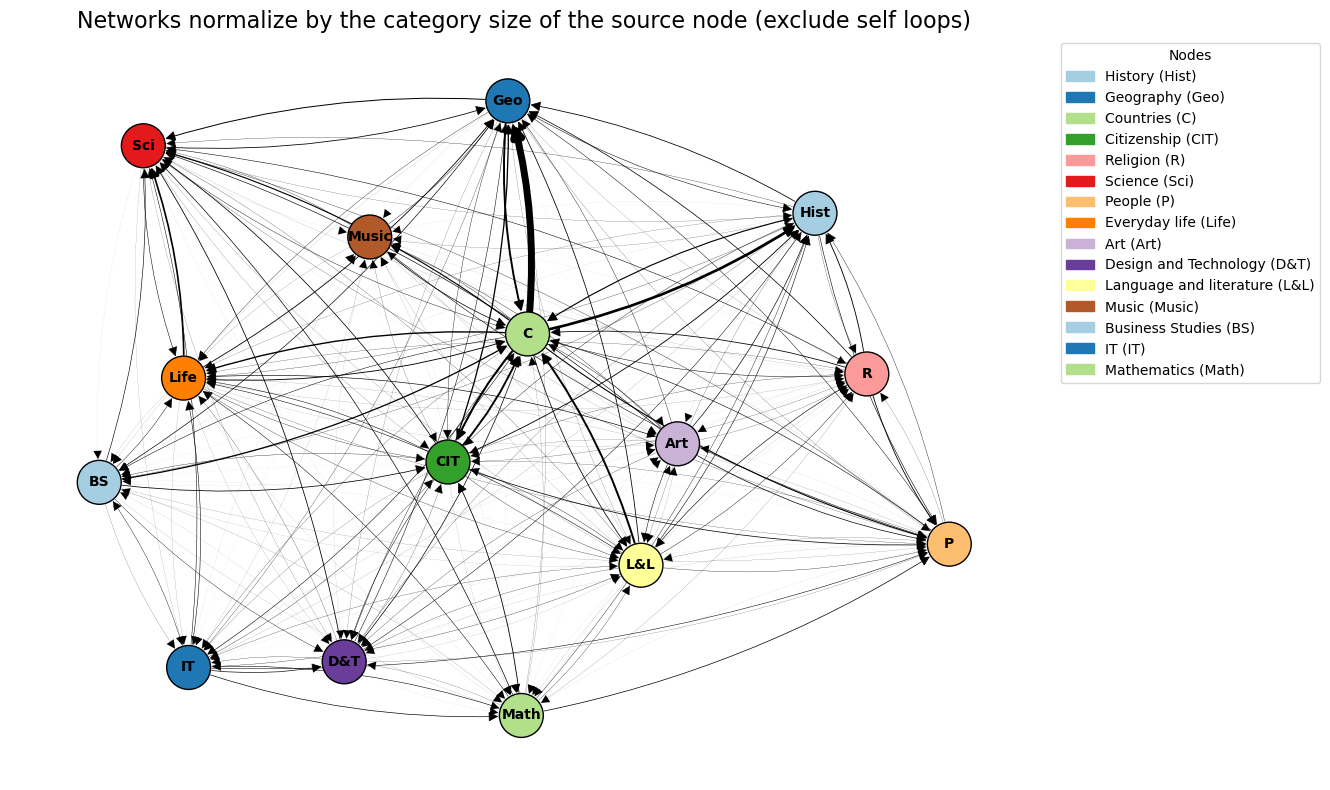 Networks normalize by the category size of the source node (exclude self loops)
Nodes
History (Hist)
Geography (Geo)
Countries (C)
Citizenship (CIT)
Religion (R)
Science (Sci)
People (P)
Everyday life (Life)
Art (Art)
Design and Technology (D&T)
Language and literature (L&L)
Music (Music)
Business Studies (BS)
IT (IT)
Mathematics (Math)
Geo
Sci
Hist
Music
C
R
Life
Art
CIT
BS
P
L&L
D&T
IT
Math